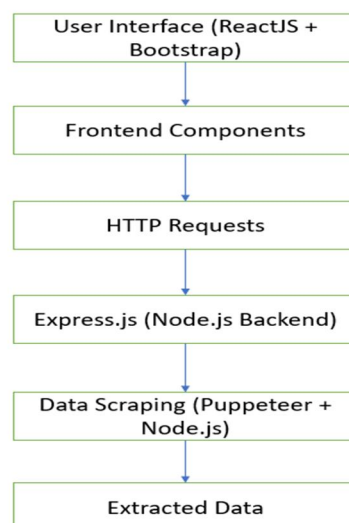 User Interface (ReactJS +
Bootstrap)
Frontend Components
HTTP Requests
Express.js (Node.js Backend)
Data Scraping (Puppeteer +
Node.js)
Extracted Data